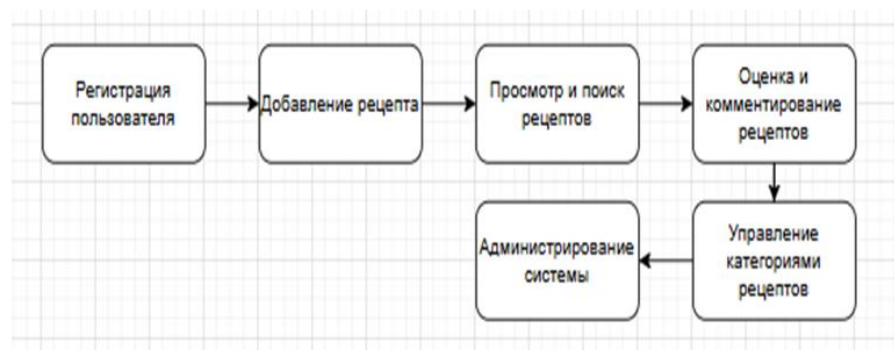 Регистрация
пользователя
Добавление рецепта
Просмотр и поиск
рецептов
Оценка и
комментирование
рецептов
Управление
категориями
рецептов
Администрирование
системы